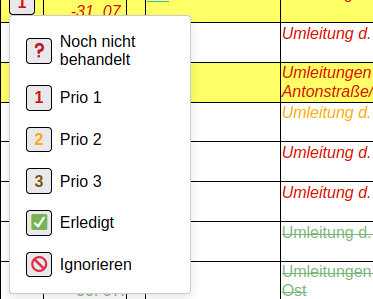 1
-31. 07.
Umleitung d.
Noch nicht
behandelt
?
Umleitungen
Antonstraße/
1 Prio 1
Umleitung d.
2 Prio 2
Umleitung d.
3 Prio 3
Umleitung d.
Erledigt
Umleitung d.
Ignorieren
Umleitungen
Ost